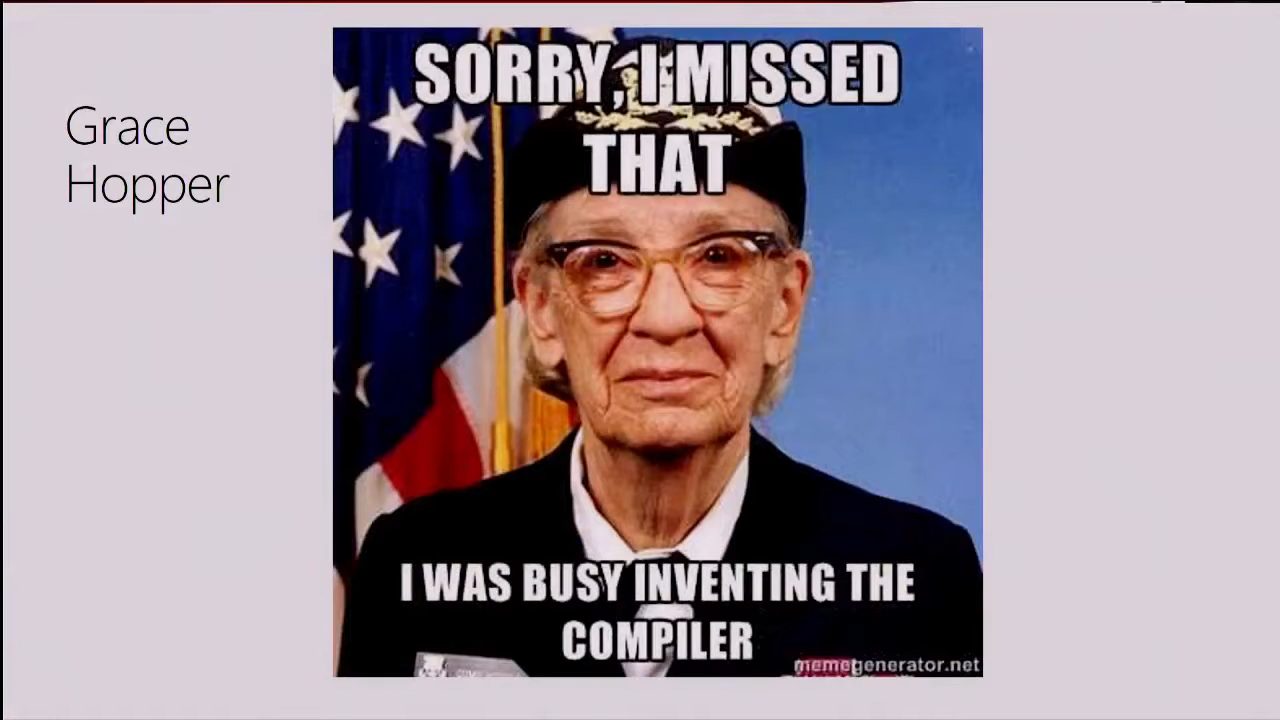 Grace
Hopper
SORRY, I MISSED
THAT
I WAS BUSY INVENTING THE
COMPILER
memegenerator.net